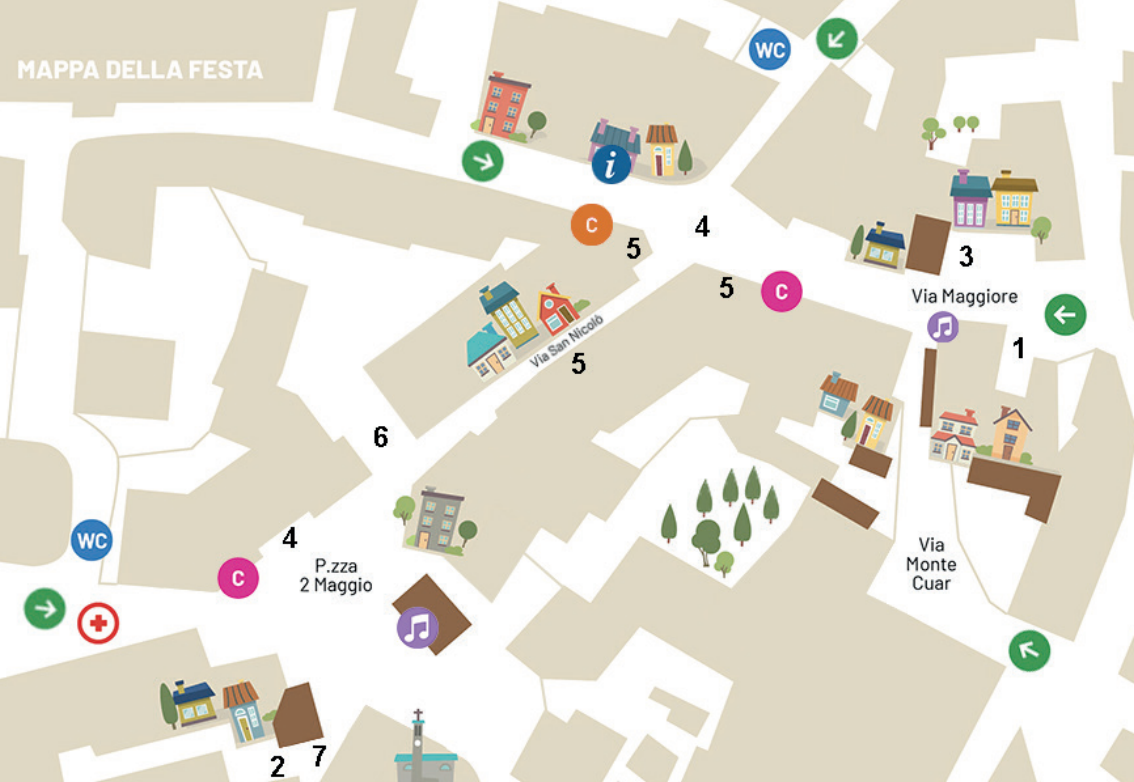 MAPPA DELLA FESTA
WC
i
C
4
5
5
C
3
Via Maggiore
1
Via San Nicolò
5
6
WC
4
C
P.zza
2 Maggio
Via
Monte
Cuar
7
2